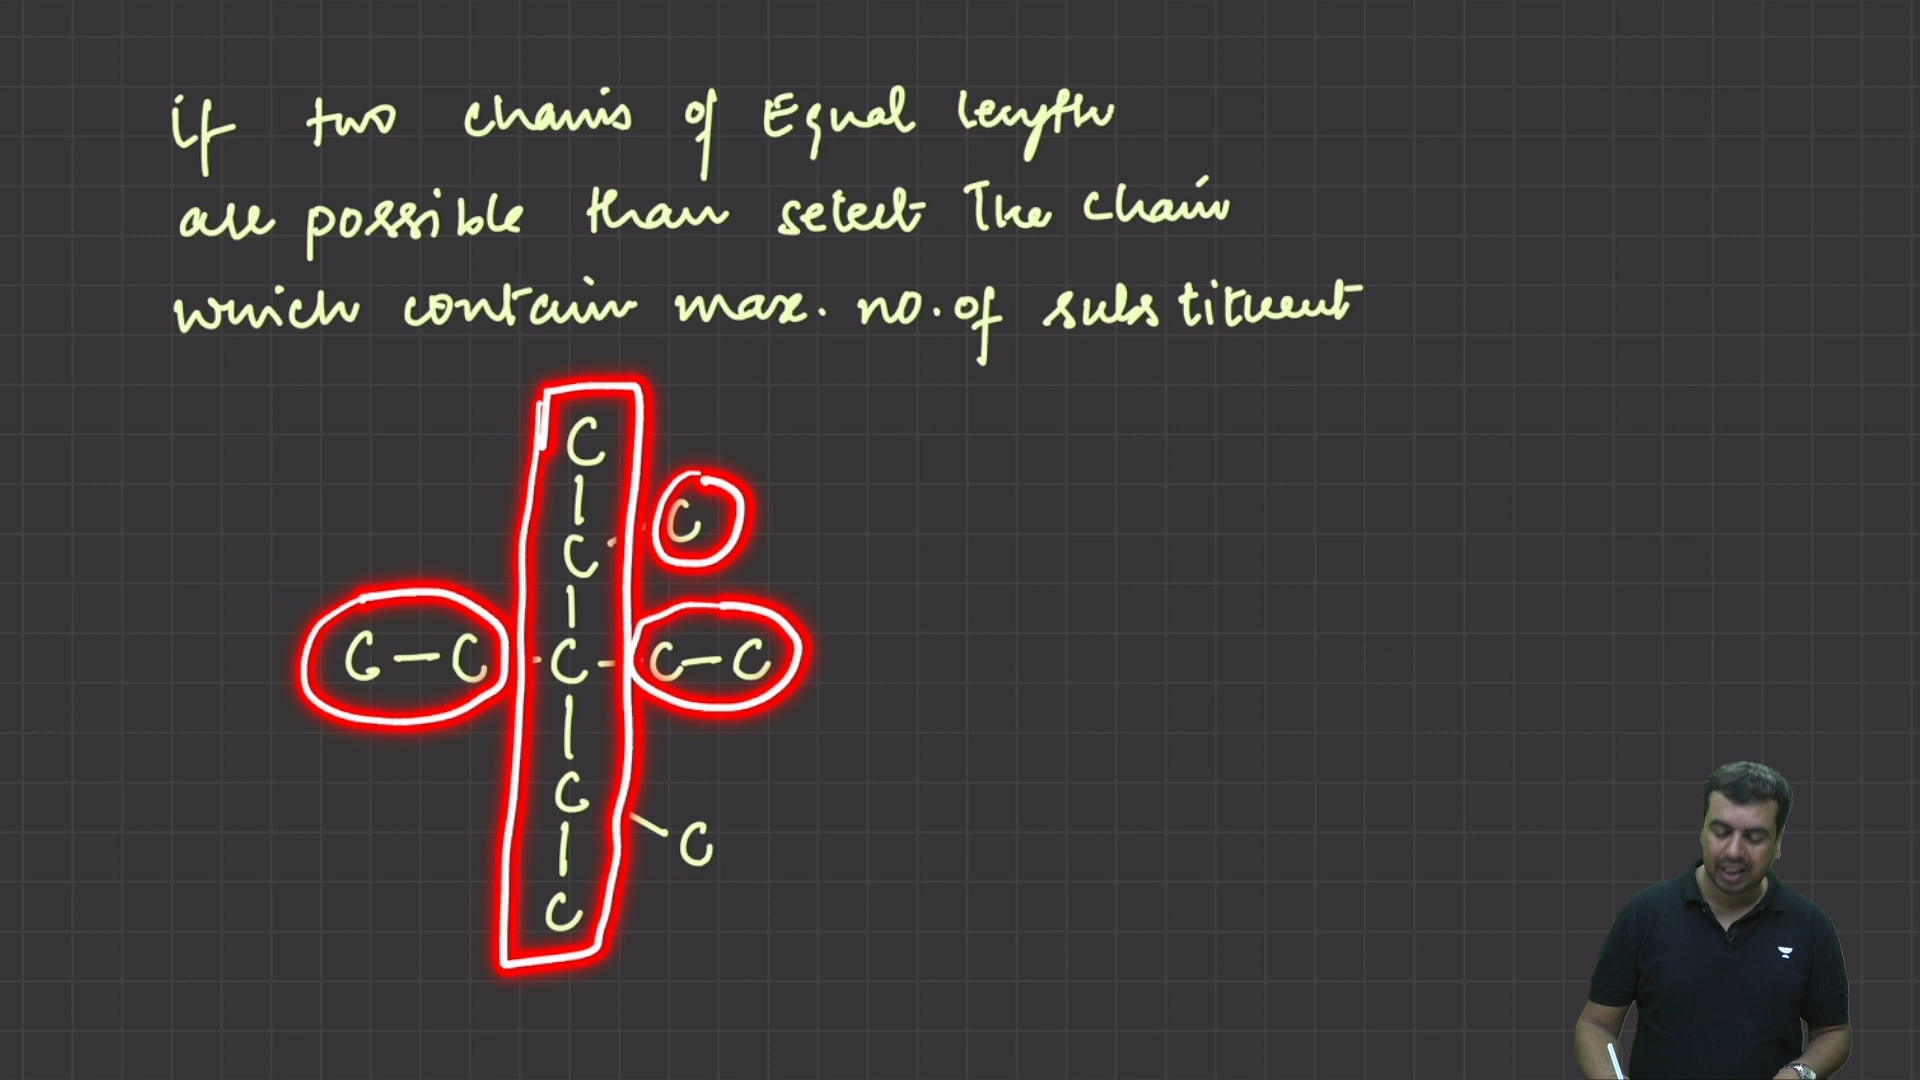 if two chains of Equal length
are possible than select The chain
which contain max. no. of substituent
C
C C
C - C - C - C - C
C C
C